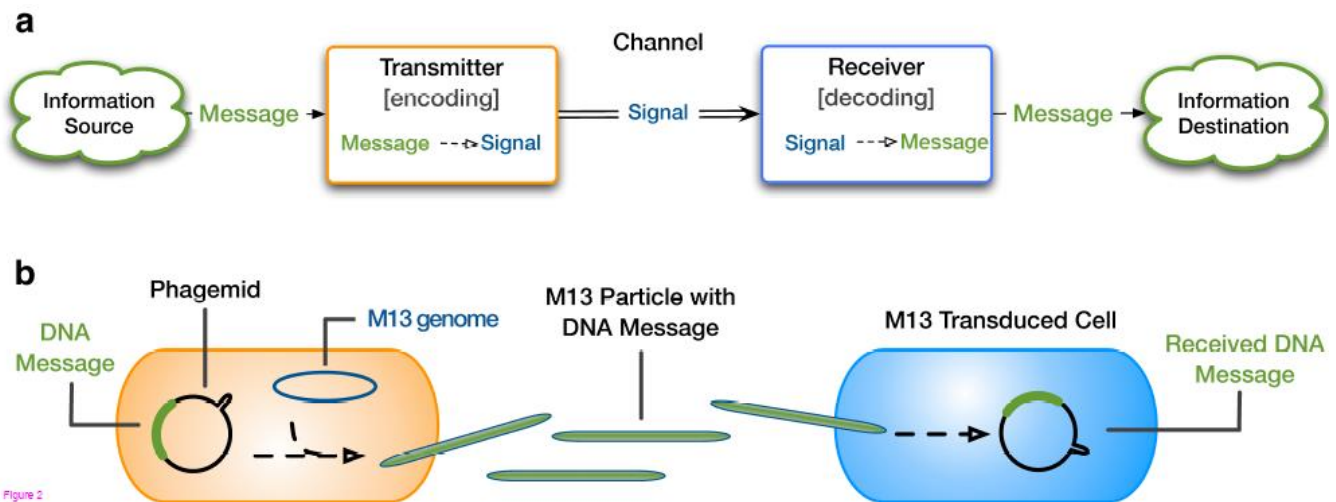 a
Channel
Information
Source
Message
Transmitter
[encoding]
Message
Signal
Signal
Receiver
[decoding]
Signal
Message
Message
Information
Destination
b
Phagemid
DNA
Message
M13 genome
M13 Particle with
DNA Message
M13 Transduced Cell
Received DNA
Message
Figure 2